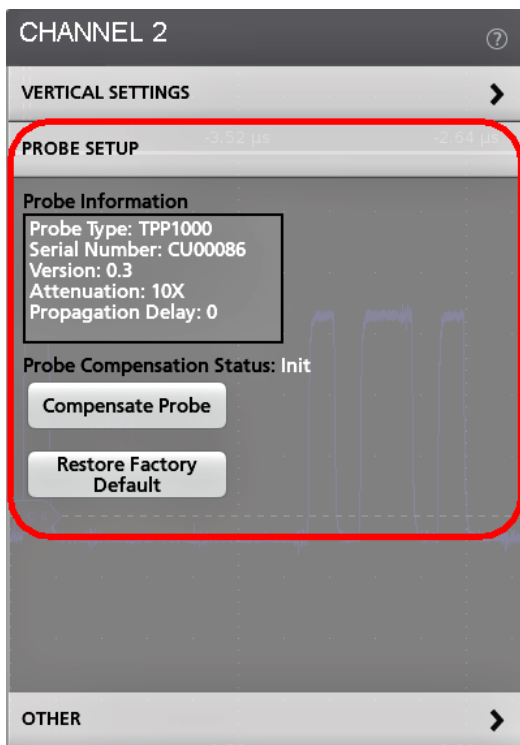 CHANNEL 2
?
VERTICAL SETTINGS
-3.52 µs
-2.64 µs
PROBE SETUP
Probe Information
Probe Type: TPP1000
Serial Number: CU00086
Version: 0.3
Attenuation: 10X
Propagation Delay: 0
Probe Compensation Status: Init
Compensate Probe
Restore Factory
Default
OTHER